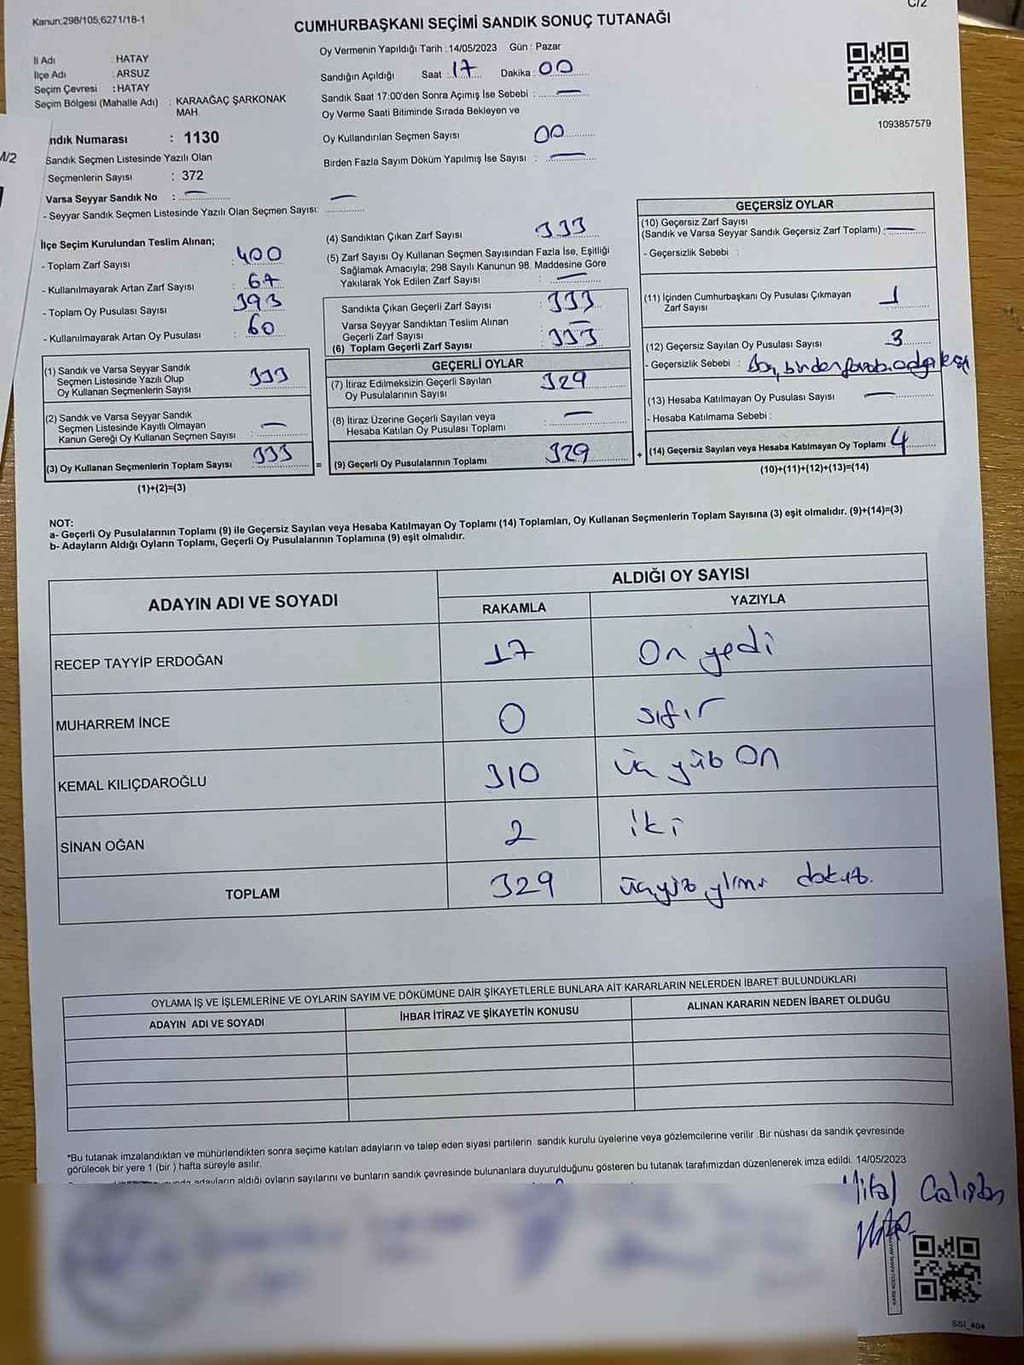 Kanun,298/105,6271/18-1
C/2
CUMHURBAŞKANI SEÇİMİ SANDIK SONUÇ TUTANAĞI
İl Adı : HATAY
İlçe Adı : ARSUZ
Seçim Çevresi : HATAY
Seçim Bölgesi (Mahalle Adı) : KARAAĞAÇ ŞARKONAK
MAH.
ndık Numarası : 1130
Sandık Seçmen Listesinde Yazılı Olan
Seçmenlerin Sayısı : 372
Varsa Seyyar Sandık No : —
- Seyyar Sandık Seçmen Listesinde Yazılı Olan Seçmen Sayısı: —
Oy Vermenin Yapıldığı Tarih : 14/05/2023 Gün : Pazar
Sandığın Açıldığı Saat : 17 Dakika : 00
Sandık Saat 17:00'den Sonra Açımış İse Sebebi : —
Oy Verme Saati Bitiminde Sırada Bekleyen ve
Oy Kullandırılan Seçmen Sayısı 00
Birden Fazla Sayım Döküm Yapılmış İse Sayısı : —
1093857579
M/2
İlçe Seçim Kurulundan Teslim Alınan;
- Toplam Zarf Sayısı : 400
- Kullanılmayarak Artan Zarf Sayısı : 67
- Toplam Oy Pusulası Sayısı : 393
- Kullanılmayarak Artan Oy Pusulası : 60
(1) Sandık ve Varsa Seyyar Sandık
Seçmen Listesinde Yazılı Olup
Oy Kullanan Seçmenlerin Sayısı 333
(2) Sandık ve Varsa Seyyar Sandık
Seçmen Listesinde Kayıtlı Olmayan
Kanun Gereği Oy Kullanan Seçmen Sayısı : —
(3) Oy Kullanan Seçmenlerin Toplam Sayısı 333
(1)+(2)=(3)
(4) Sandıktan Çıkan Zarf Sayısı : 333
(5) Zarf Sayısı Oy Kullanan Seçmen Sayısından Fazla İse, Eşitliği
Sağlamak Amacıyla; 298 Sayılı Kanunun 98. Maddesine Göre
Yakılarak Yok Edilen Zarf Sayısı : —
Sandıkta Çıkan Geçerli Zarf Sayısı : 333
Varsa Seyyar Sandıktan Teslim Alınan
Geçerli Zarf Sayısı : —
(6) Toplam Geçerli Zarf Sayısı 333
GEÇERLİ OYLAR
(7) İtiraz Edilmeksizin Geçerli Sayılan
Oy Pusulalarının Sayısı 329
(8) İtiraz Üzerine Geçerli Sayılan veya
Hesaba Katılan Oy Pusulası Toplamı : —
= (9) Geçerli Oy Pusulalarının Toplamı 329
GEÇERSİZ OYLAR
(10) Geçersiz Zarf Sayısı
(Sandık ve Varsa Seyyar Sandık Geçersiz Zarf Toplamı) : —
- Geçersizlik Sebebi :
(11) İçinden Cumhurbaşkanı Oy Pusulası Çıkmayan
Zarf Sayısı 1
(12) Geçersiz Sayılan Oy Pusulası Sayısı 3
- Geçersizlik Sebebi :
(13) Hesaba Katılmayan Oy Pusulası Sayısı —
- Hesaba Katılmama Sebebi :
+ (14) Geçersiz Sayılan veya Hesaba Katılmayan Oy Toplamı 4
(10)+(11)+(12)+(13)=(14)
NOT:
a- Geçerli Oy Pusulalarının Toplamı (9) ile Geçersiz Sayılan veya Hesaba Katılmayan Oy Toplamı (14) Toplamları, Oy Kullanan Seçmenlerin Toplam Sayısına (3) eşit olmalıdır. (9)+(14)=(3)
b- Adayların Aldığı Oyların Toplamı, Geçerli Oy Pusulalarının Toplamına (9) eşit olmalıdır.
ADAYIN ADI VE SOYADI
ALDIĞI OY SAYISI
RAKAMLA YAZIYLA
RECEP TAYYİP ERDOĞAN 17 On yedi
MUHARREM İNCE 0 sıfır
KEMAL KILIÇDAROĞLU 310 üç yüz On
SİNAN OĞAN 2 iki
TOPLAM 329 üçyüz yirmi dokuz.
OYLAMA İŞ VE İŞLEMLERİNE VE OYLARIN SAYIM VE DÖKÜMÜNE DAİR ŞİKAYETLERLE BUNLARA AİT KARARLARIN NELERDEN İBARET BULUNDUKLARI
ADAYIN ADI VE SOYADI İHBAR İTİRAZ VE ŞİKAYETİN KONUSU ALINAN KARARIN NEDEN İBARET OLDUĞU
*Bu tutanak imzalandıktan ve mühürlendikten sonra seçime katılan adayların ve talep eden siyasi partilerin sandık kurulu üyelerine veya gözlemcilerine verilir .Bir nüshası da sandık çevresinde
görülecek bir yere 1 (bir ) hafta süreyle asılır.
adayların aldığı oyların sayılarını ve bunların sandık çevresinde bulunanlara duyurulduğunu gösteren bu tutanak tarafımızdan düzenlenerek imza edildi. 14/05/2023
Çalışkan
SSI_404